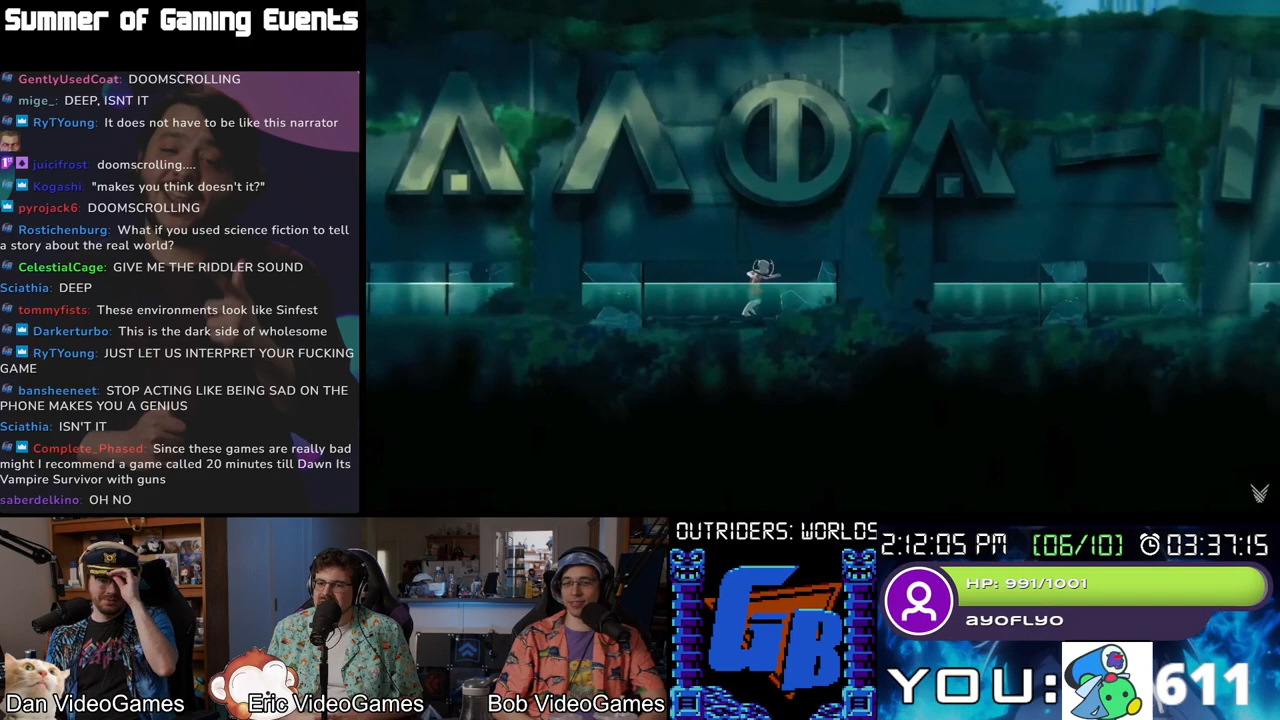 Summer of Gaming Events
GentlyUsedCoat: DOOMSCROLLING
mige_: DEEP, ISNT IT
RyTYoung: It does not have to be like this narrator
juicifrost: doomscrolling....
Kogashi: "makes you think doesn't it?"
pyrojack6: DOOMSCROLLING
Rostichenburg: What if you used science fiction to tell
a story about the real world?
CelestialCage: GIVE ME THE RIDDLER SOUND
Sciathia: DEEP
tommyfists: These environments look like Sinfest
Darkerturbo: This is the dark side of wholesome
RyTYoung: JUST LET US INTERPRET YOUR FUCKING
GAME
bansheeneet: STOP ACTING LIKE BEING SAD ON THE
PHONE MAKES YOU A GENIUS
Sciathia: ISN'T IT
Complete_Phased: Since these games are really bad
might I recommend a game called 20 minutes till Dawn Its
Vampire Survivor with guns
saberdelkino: OH NO
OUTRIDERS: WORLDS
2:12:05 PM [06/10] 03:37:15
HP: 991/1001
ayoflyo
GB
YOU: 611
Dan VideoGames
Eric VideoGames
Bob VideoGames